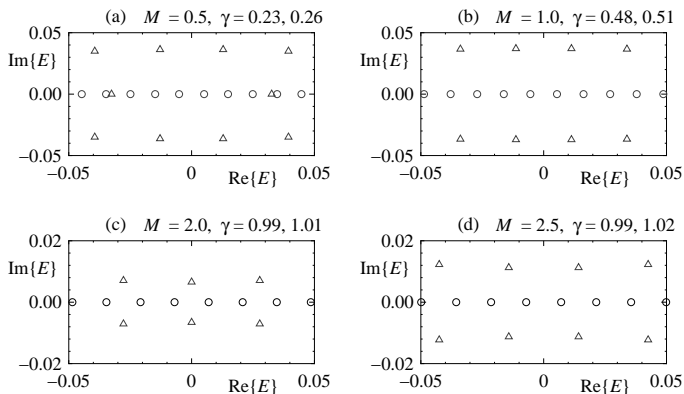 (a) M = 0.5, γ = 0.23, 0.26
0.05
Im{E}
0.00
−0.05
−0.05 0 Re{E} 0.05
(b) M = 1.0, γ = 0.48, 0.51
0.05
Im{E}
0.00
−0.05
−0.05 0 Re{E} 0.05
(c) M = 2.0, γ = 0.99, 1.01
0.02
Im{E}
0.00
−0.02
−0.05 0 Re{E} 0.05
(d) M = 2.5, γ = 0.99, 1.02
0.02
Im{E}
0.00
−0.02
−0.05 0 Re{E} 0.05